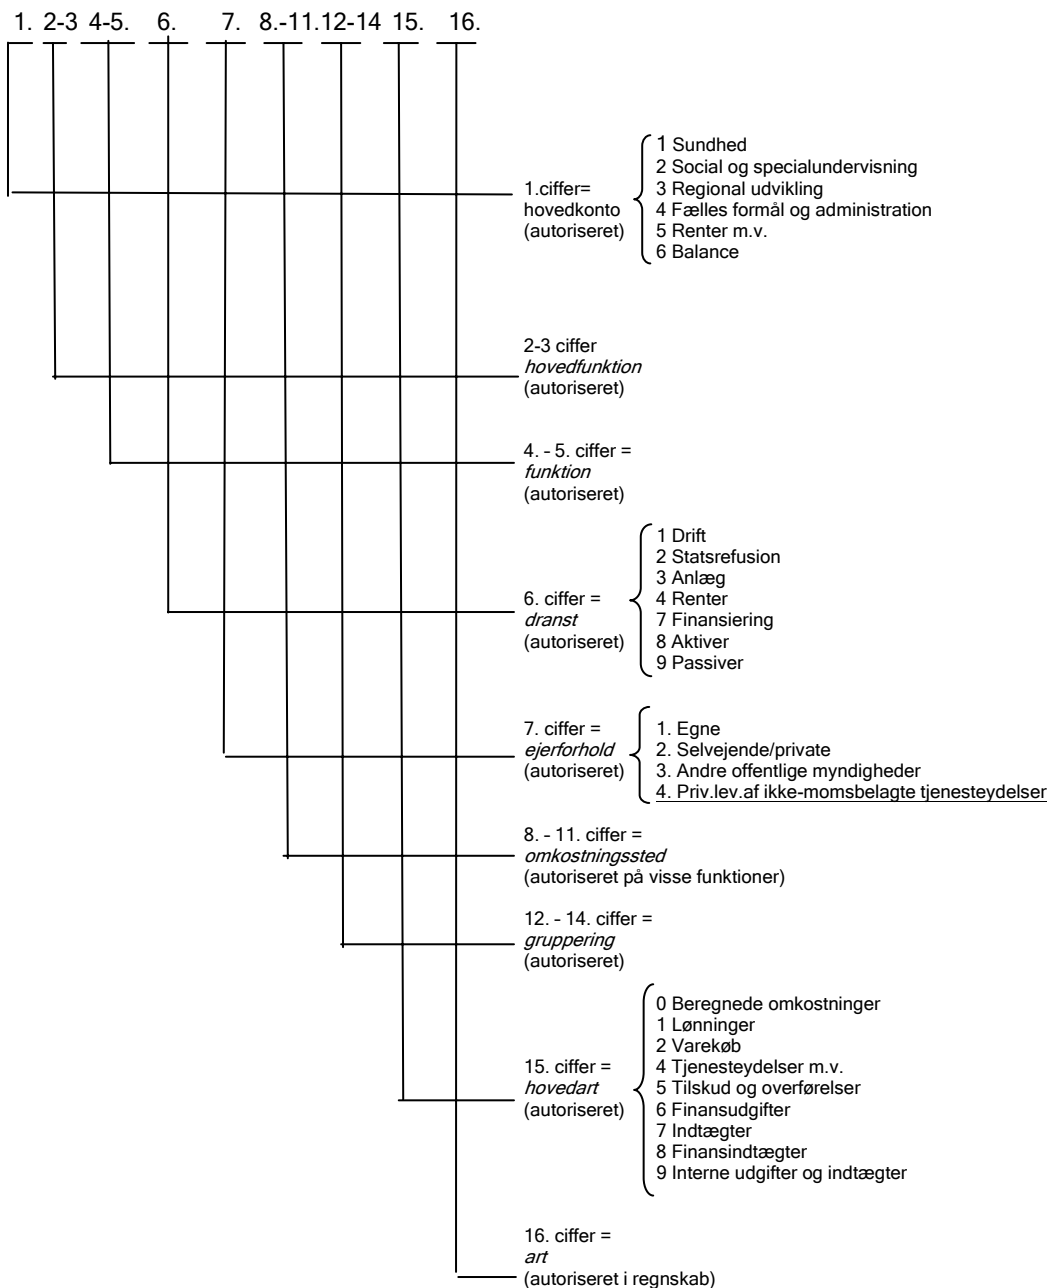 1. 2-3 4-5. 6. 7. 8.-11.12-14 15. 16.
1.ciffer=
hovedkonto
(autoriseret)
1 Sundhed
2 Social og specialundervisning
3 Regional udvikling
4 Fælles formål og administration
5 Renter m.v.
6 Balance
2-3 ciffer
hovedfunktion
(autoriseret)
4. - 5. ciffer =
funktion
(autoriseret)
6. ciffer =
dranst
(autoriseret)
1 Drift
2 Statsrefusion
3 Anlæg
4 Renter
7 Finansiering
8 Aktiver
9 Passiver
7. ciffer =
ejerforhold
(autoriseret)
1. Egne
2. Selvejende/private
3. Andre offentlige myndigheder
4. Priv.lev.af ikke-momsbelagte tjenesteydelser
8. - 11. ciffer =
omkostningssted
(autoriseret på visse funktioner)
12. - 14. ciffer =
gruppering
(autoriseret)
15. ciffer =
hovedart
(autoriseret)
0 Beregnede omkostninger
1 Lønninger
2 Varekøb
4 Tjenesteydelser m.v.
5 Tilskud og overførelser
6 Finansudgifter
7 Indtægter
8 Finansindtægter
9 Interne udgifter og indtægter
16. ciffer =
art
(autoriseret i regnskab)